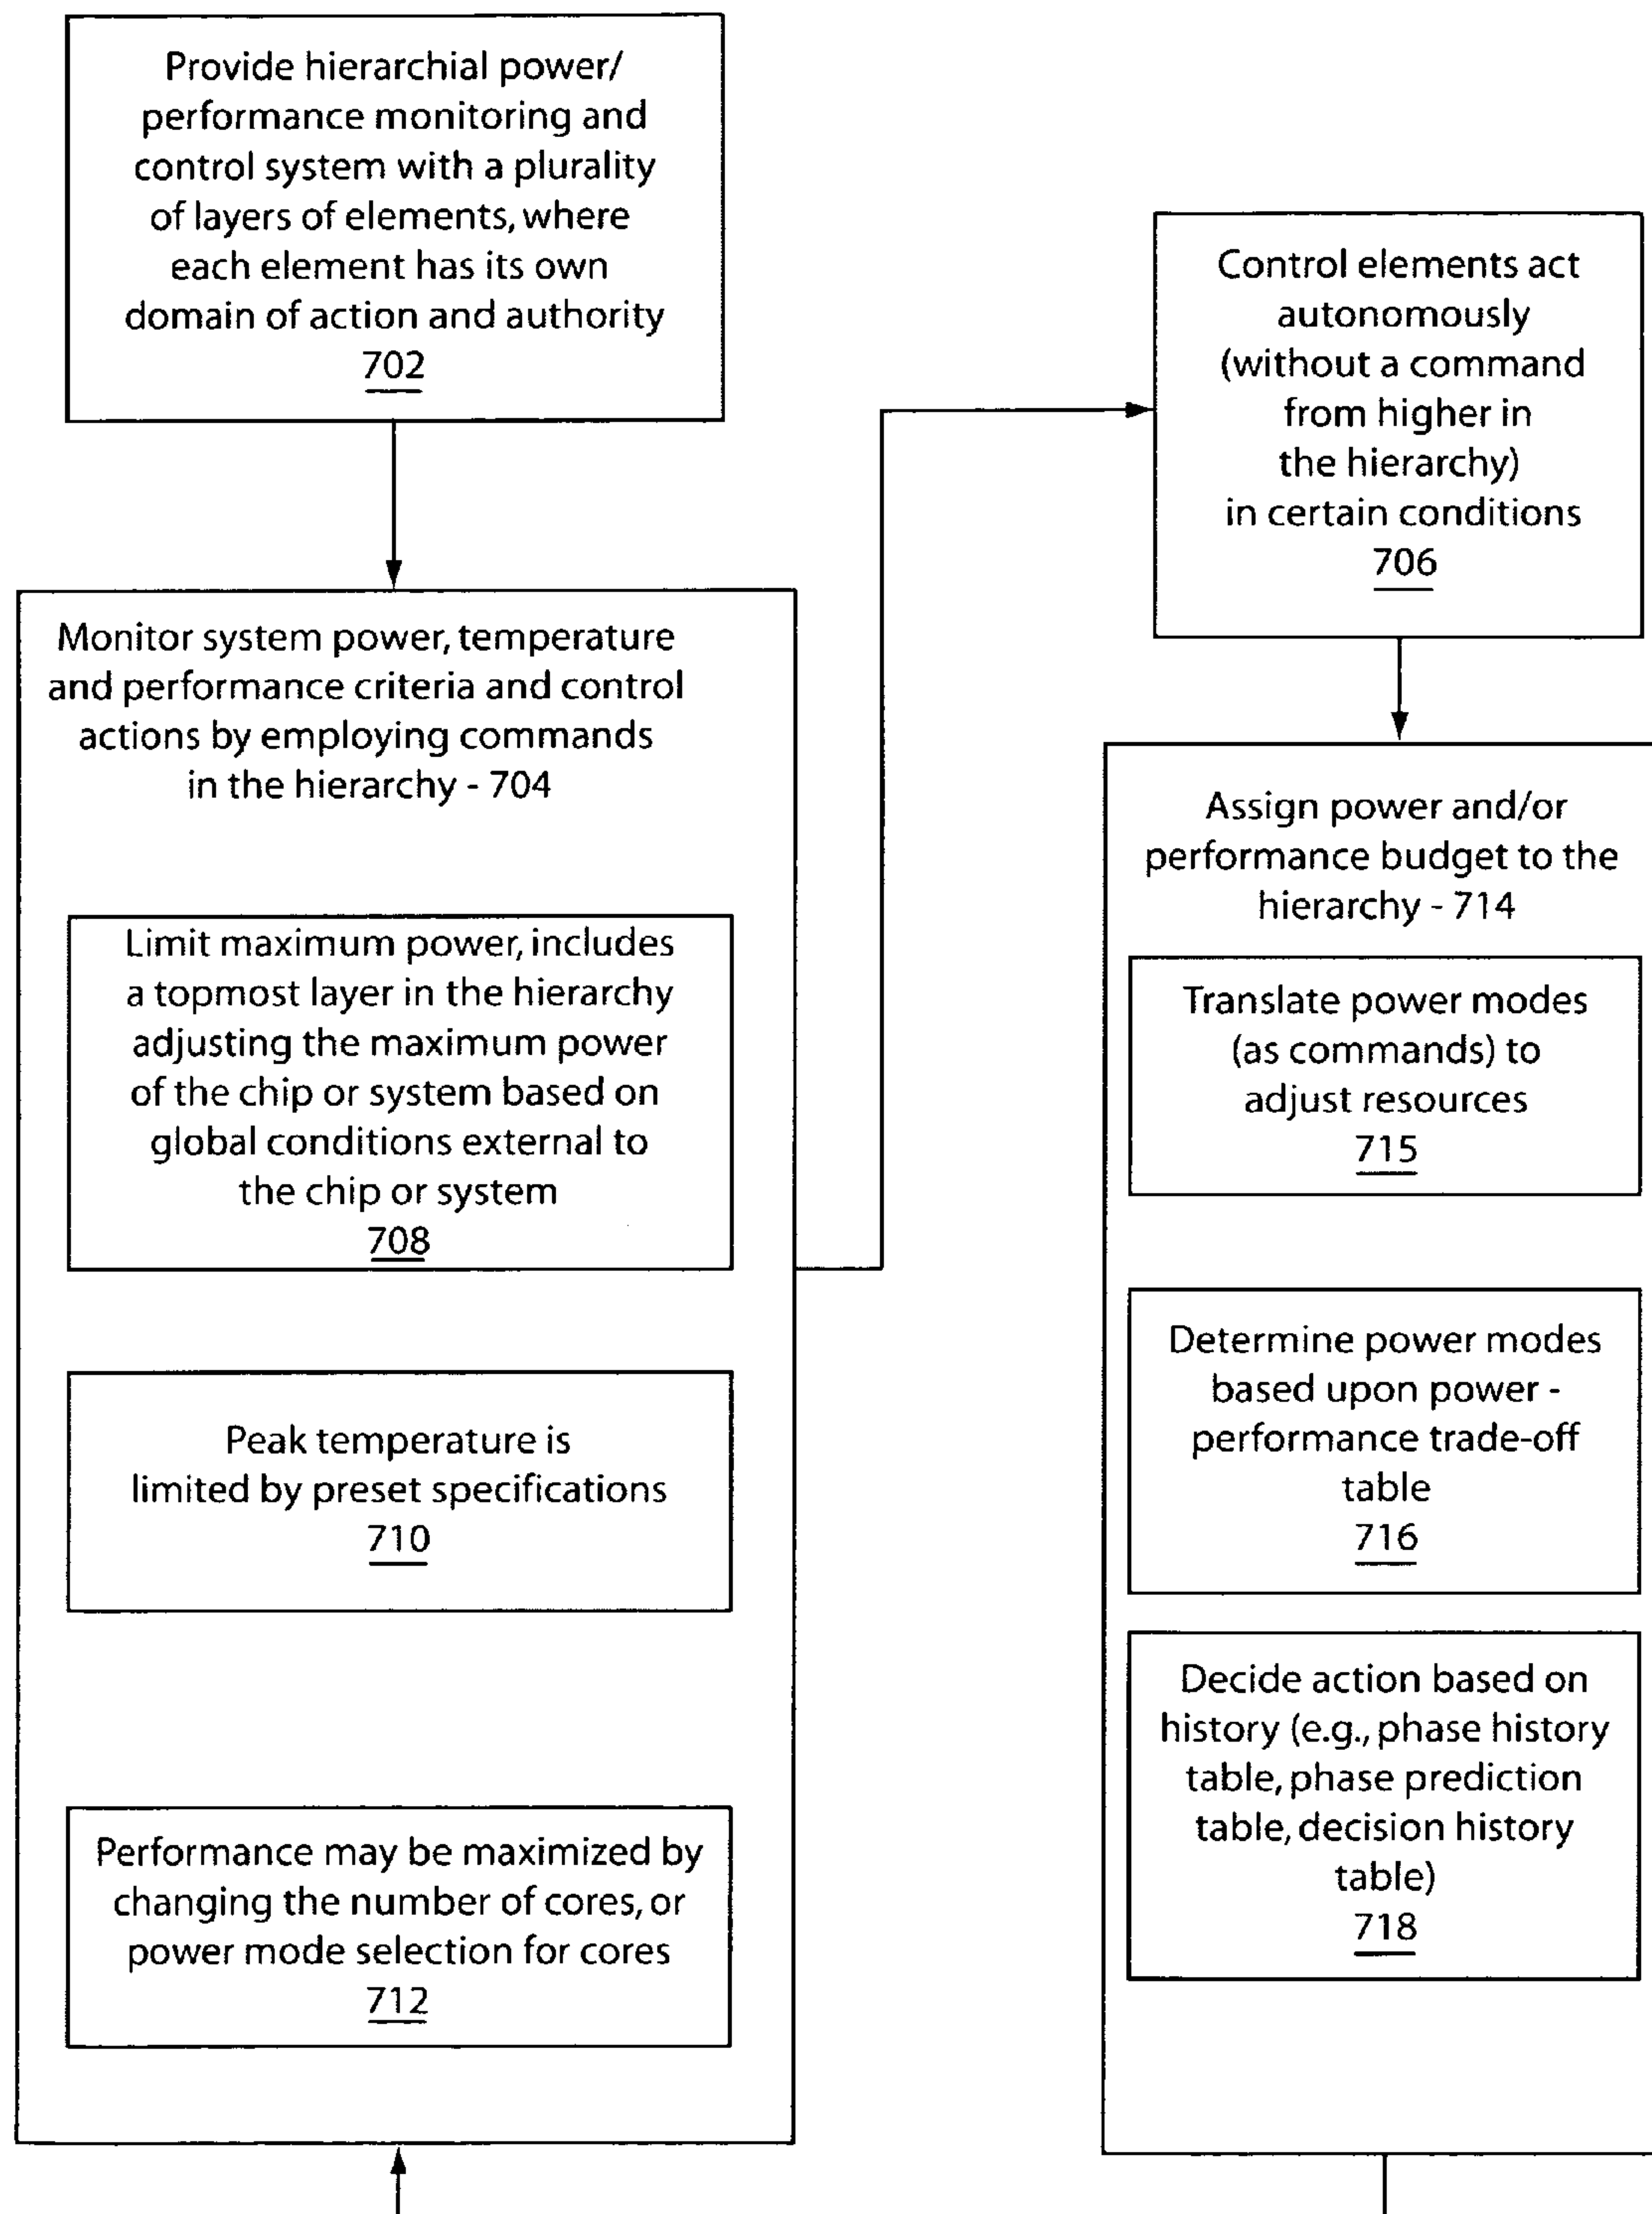 Provide hierarchial power/
performance monitoring and
control system with a plurality
of layers of elements, where
each element has its own
domain of action and authority
702
Monitor system power, temperature
and performance criteria and control
actions by employing commands
in the hierarchy - 704
Limit maximum power, includes
a topmost layer in the hierarchy
adjusting the maximum power
of the chip or system based on
global conditions external to
the chip or system
708
Peak temperature is
limited by preset specifications
710
Performance may be maximized by
changing the number of cores, or
power mode selection for cores
712
Control elements act
autonomously
(without a command
from higher in
the hierarchy)
in certain conditions
706
Assign power and/or
performance budget to the
hierarchy - 714
Translate power modes
(as commands) to
adjust resources
715
Determine power modes
based upon power -
performance trade-off
table
716
Decide action based on
history (e.g., phase history
table, phase prediction
table, decision history
table)
718